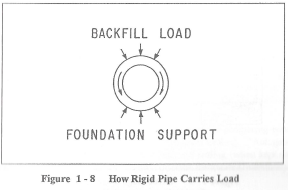 BACKFILL LOAD
FOUNDATION SUPPORT
Figure 1 - 8 How Rigid Pipe Carries Load